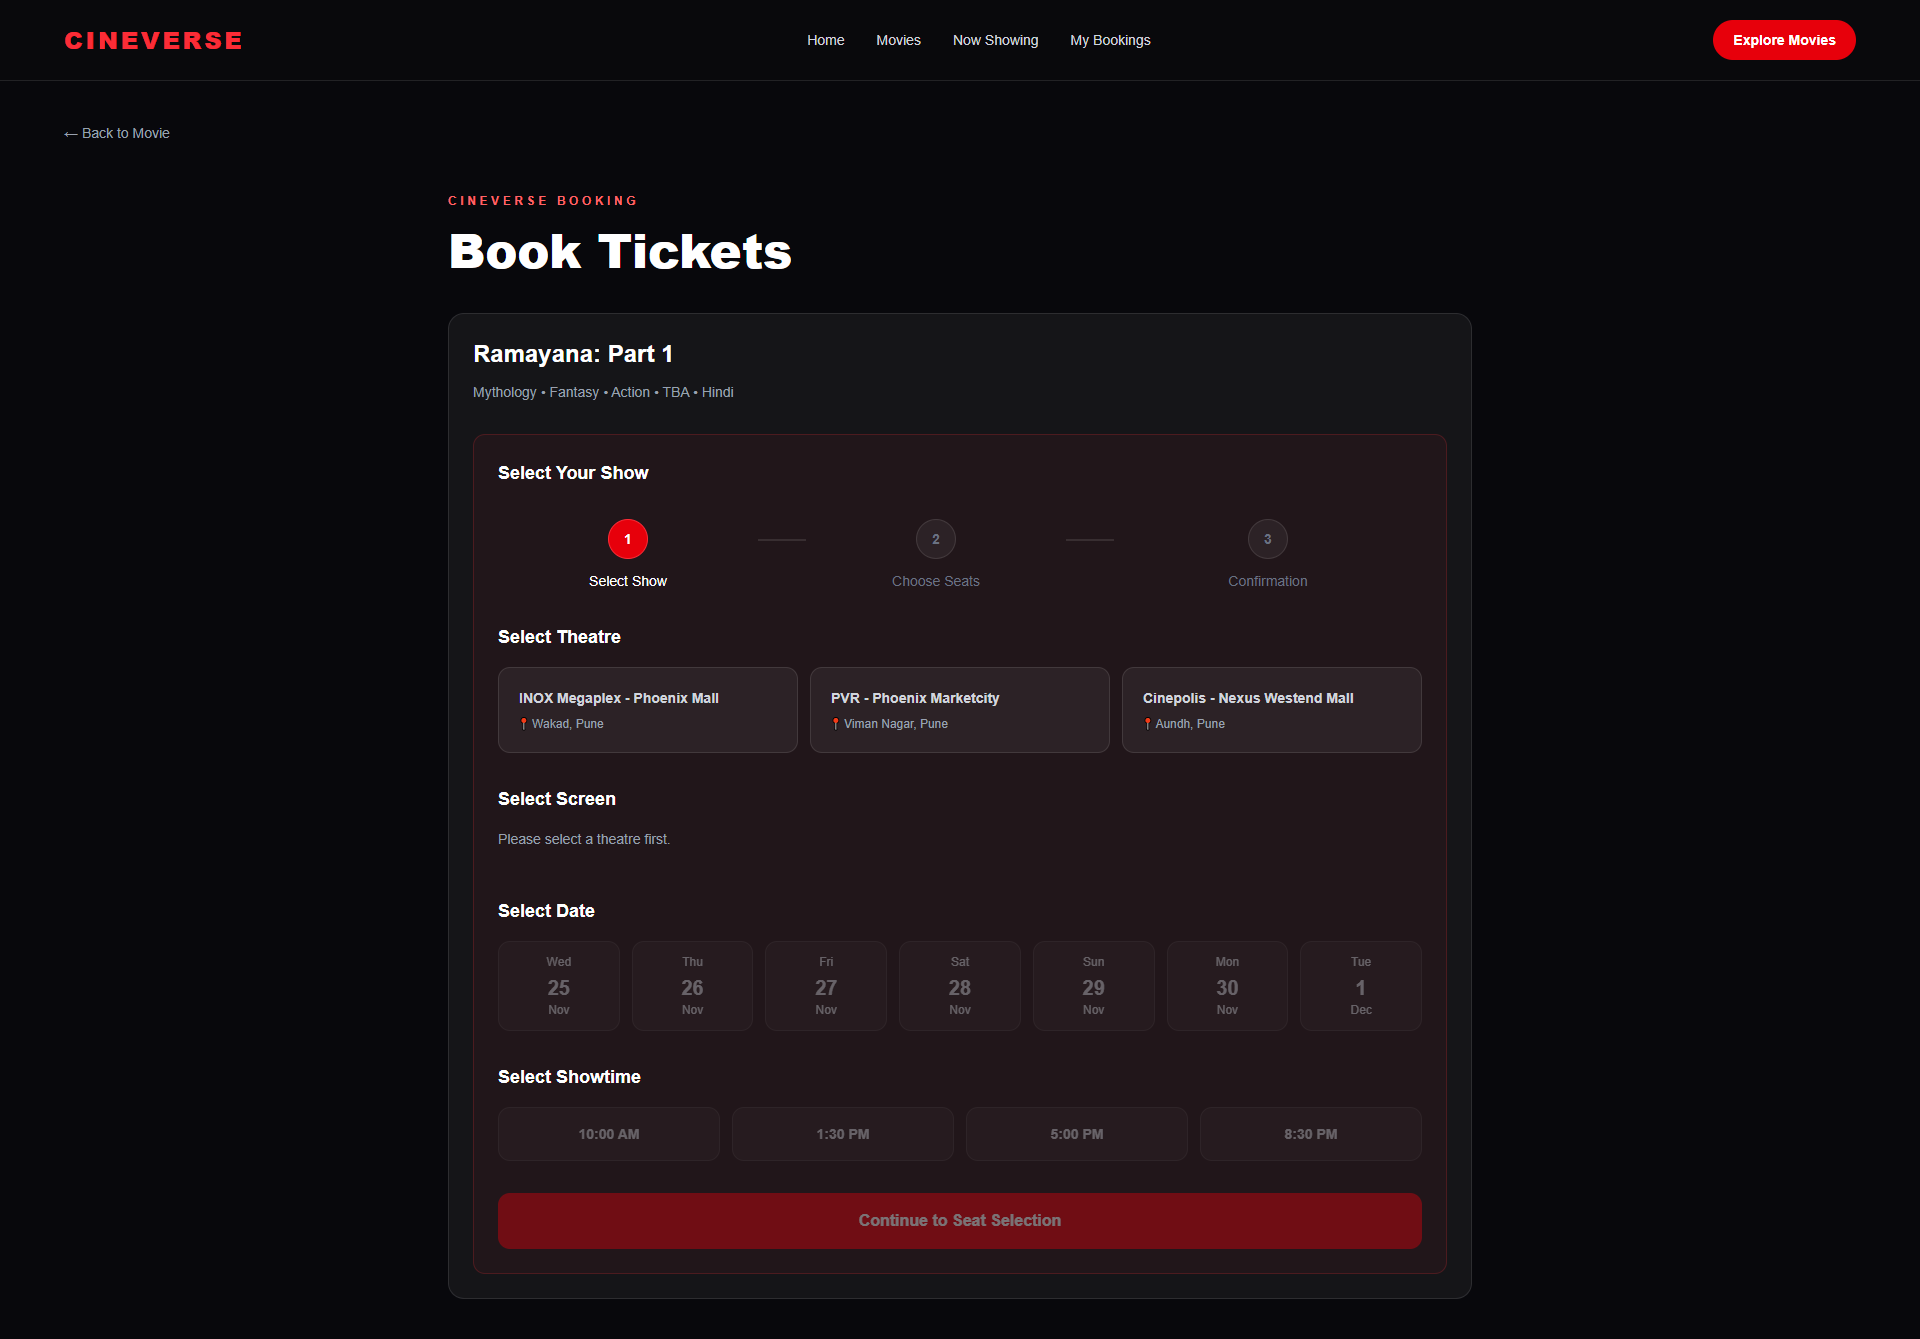 CINEVERSE
Home Movies Now Showing My Bookings
Explore Movies
← Back to Movie
CINEVERSE BOOKING
Book Tickets
Ramayana: Part 1
Mythology • Fantasy • Action • TBA • Hindi
Select Your Show
1 2 3
Select Show Choose Seats Confirmation
Select Theatre
INOX Megaplex - Phoenix Mall
📍 Wakad, Pune
PVR - Phoenix Marketcity
📍 Viman Nagar, Pune
Cinepolis - Nexus Westend Mall
📍 Aundh, Pune
Select Screen
Please select a theatre first.
Select Date
Wed Thu Fri Sat Sun Mon Tue
25 26 27 28 29 30 1
Nov Nov Nov Nov Nov Nov Dec
Select Showtime
10:00 AM 1:30 PM 5:00 PM 8:30 PM
Continue to Seat Selection